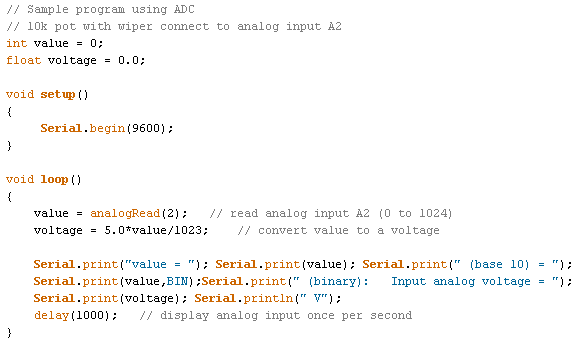 // Sample program using ADC
// 10k pot with wiper connect to analog input A2
int value = 0;
float voltage = 0.0;
void setup()
{
Serial.begin(9600);
}
void loop()
{
value = analogRead(2);   // read analog input A2 (0 to 1024)
voltage = 5.0*value/1023;    // convert value to a voltage
Serial.print("value = "); Serial.print(value); Serial.print(" (base 10) = ");
Serial.print(value,BIN);Serial.print(" (binary):   Input analog voltage = ");
Serial.print(voltage); Serial.println(" V");
delay(1000);   // display analog input once per second
}